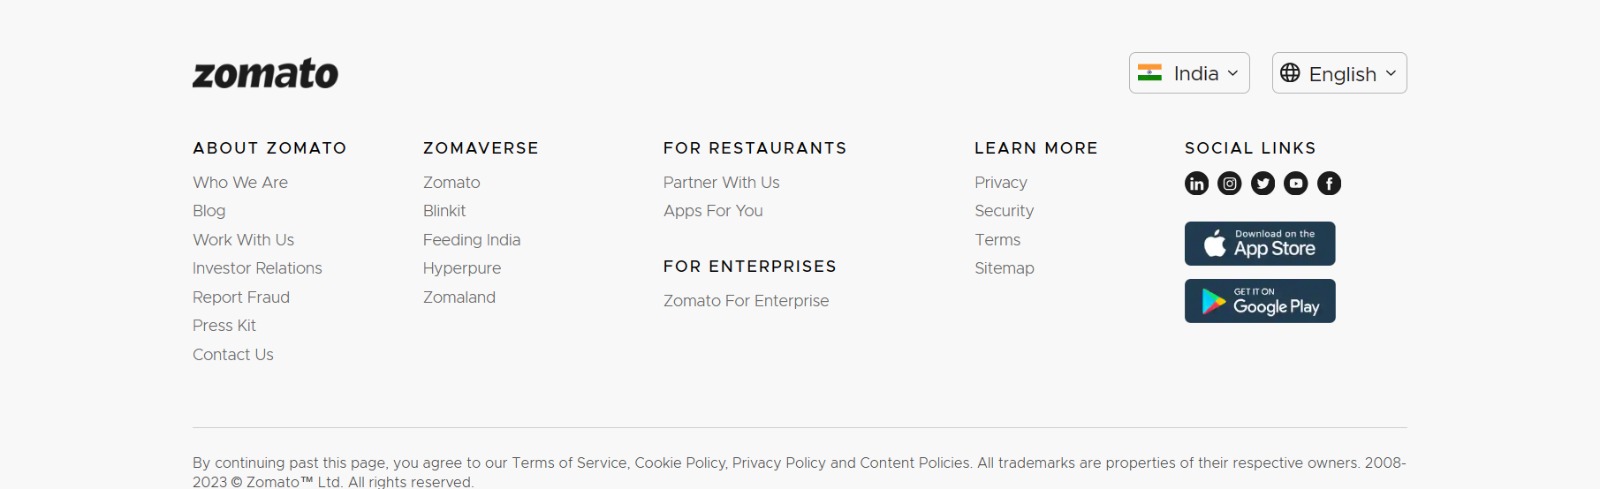 zomato
India
English
ABOUT ZOMATO
Who We Are
Blog
Work With Us
Investor Relations
Report Fraud
Press Kit
Contact Us
ZOMAVERSE
Zomato
Blinkit
Feeding India
Hyperpure
Zomaland
FOR RESTAURANTS
Partner With Us
Apps For You
FOR ENTERPRISES
Zomato For Enterprise
LEARN MORE
Privacy
Security
Terms
Sitemap
SOCIAL LINKS
in
f
Download on the
App Store
GET IT ON
Google Play
By continuing past this page, you agree to our Terms of Service, Cookie Policy, Privacy Policy and Content Policies. All trademarks are properties of their respective owners. 2008-
2023 © Zomato™ Ltd. All rights reserved.